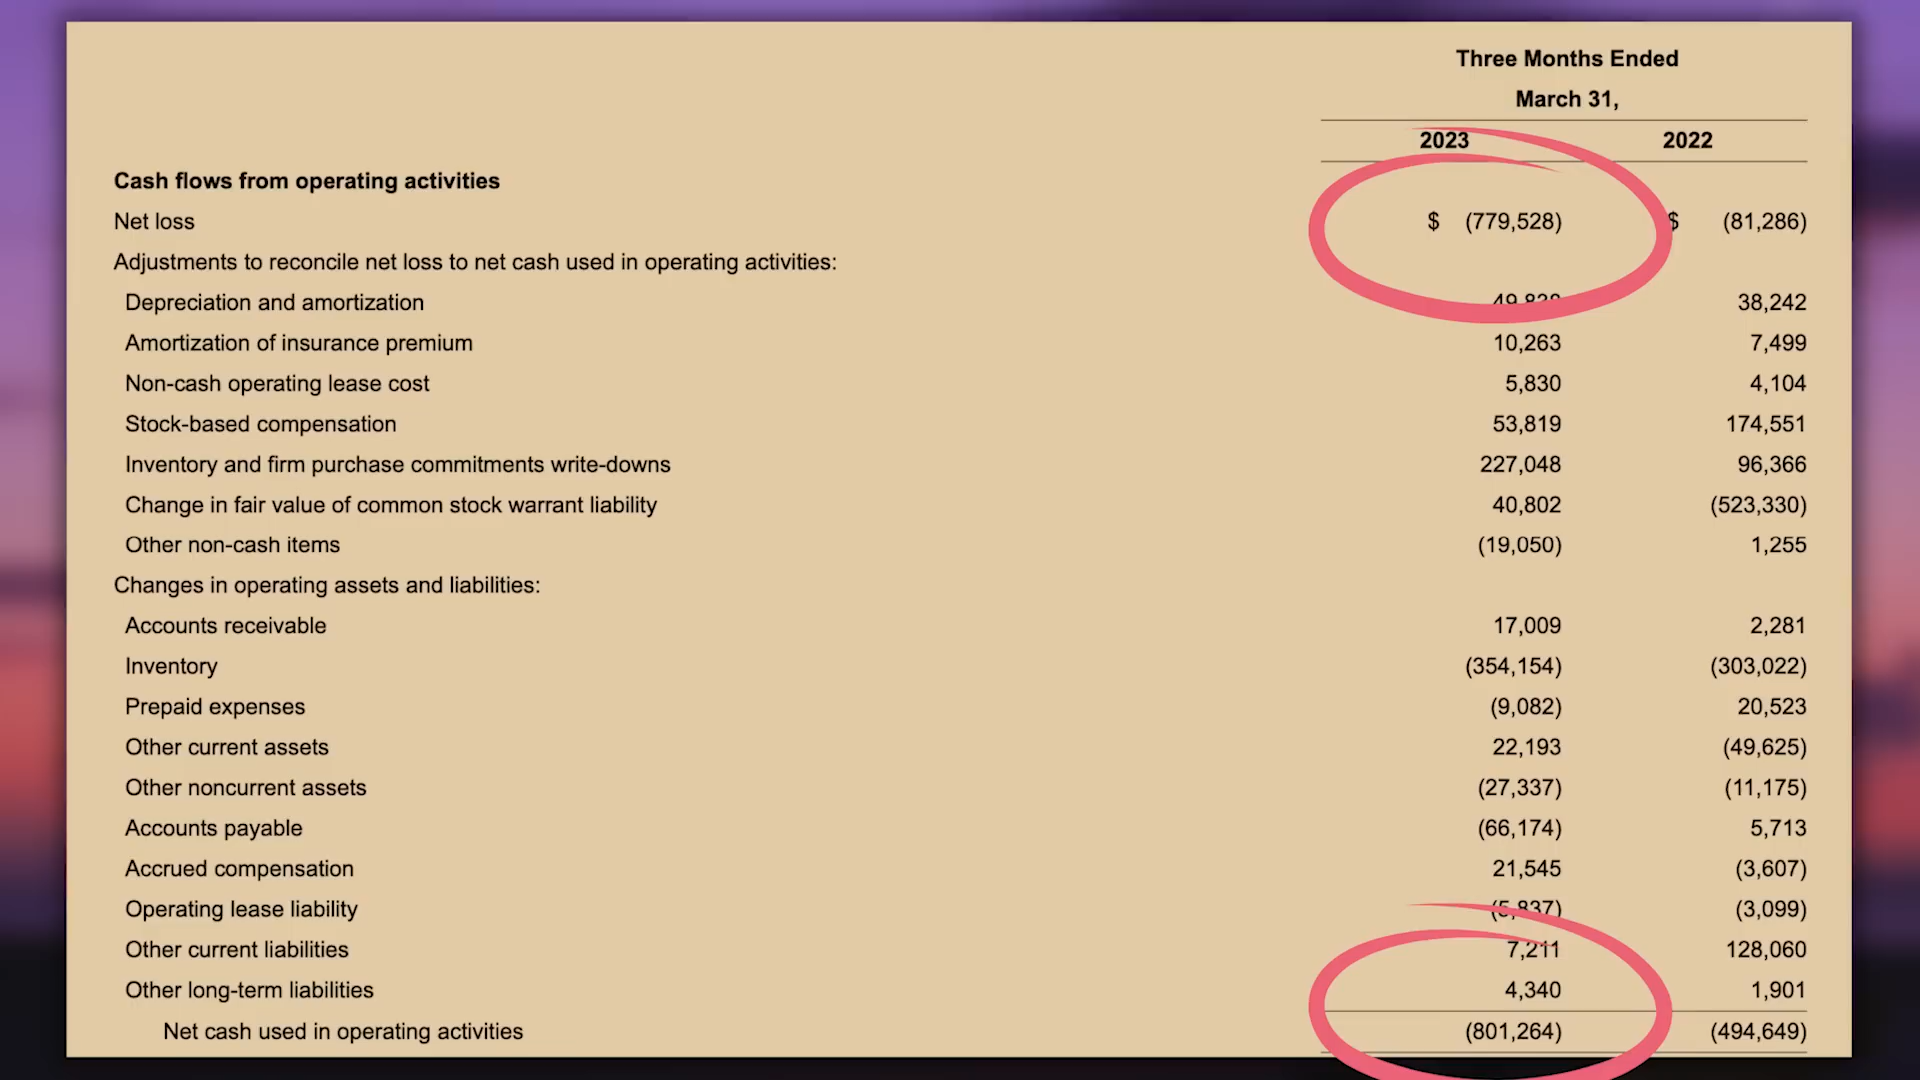 Three Months Ended
March 31,
2023 2022
Cash flows from operating activities
Net loss $ (779,528) $ (81,286)
Adjustments to reconcile net loss to net cash used in operating activities:
Depreciation and amortization 49,838 38,242
Amortization of insurance premium 10,263 7,499
Non-cash operating lease cost 5,830 4,104
Stock-based compensation 53,819 174,551
Inventory and firm purchase commitments write-downs 227,048 96,366
Change in fair value of common stock warrant liability 40,802 (523,330)
Other non-cash items (19,050) 1,255
Changes in operating assets and liabilities:
Accounts receivable 17,009 2,281
Inventory (354,154) (303,022)
Prepaid expenses (9,082) 20,523
Other current assets 22,193 (49,625)
Other noncurrent assets (27,337) (11,175)
Accounts payable (66,174) 5,713
Accrued compensation 21,545 (3,607)
Operating lease liability (5,837) (3,099)
Other current liabilities 7,211 128,060
Other long-term liabilities 4,340 1,901
Net cash used in operating activities (801,264) (494,649)